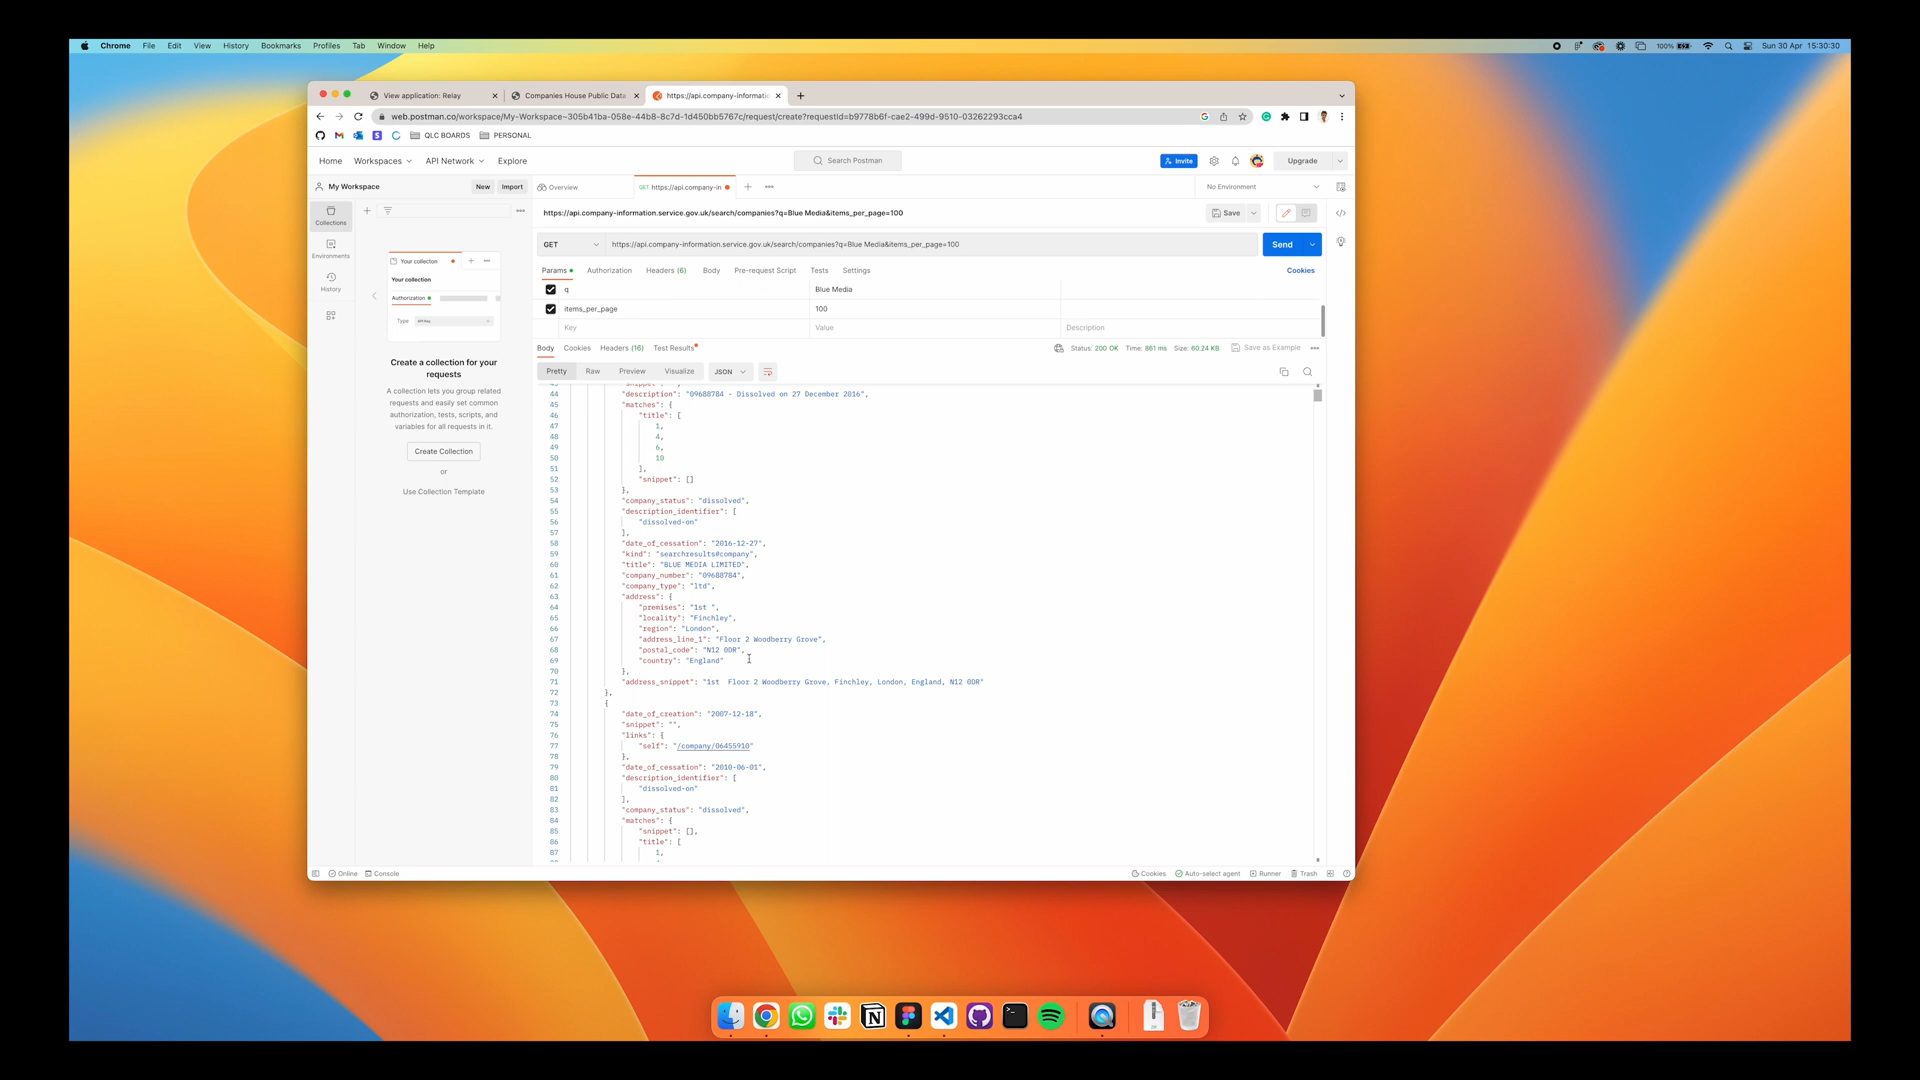 Chrome File Edit View History Bookmarks Profiles Tab Window Help
100% Sun 30 Apr 15:30:30
View application: Relay
Companies House Public Data
https://api.company-informati
web.postman.co/workspace/My-Workspace~305b41ba-058e-44b8-8c7d-1d450bb5767c/request/create?requestId=b9778b6f-cae2-499d-9510-03262293cca4
QLC BOARDS PERSONAL
Home Workspaces API Network Explore
Search Postman
Invite
Upgrade
My Workspace
New Import
Overview
GET https://api.company-in
No Environment
Collections
Environments
History
Your collection
Your collection
Authorization
Type API Key
Create a collection for your
requests
A collection lets you group related
requests and easily set common
authorization, tests, scripts, and
variables for all requests in it.
Create Collection
or
Use Collection Template
https://api.company-information.service.gov.uk/search/companies?q=Blue Media&items_per_page=100
Save
GET https://api.company-information.service.gov.uk/search/companies?q=Blue Media&items_per_page=100
Send
Params Authorization Headers (6) Body Pre-request Script Tests Settings
Cookies
q Blue Media
items_per_page 100
Key Value Description
Body Cookies Headers (16) Test Results
Status: 200 OK Time: 861 ms Size: 60.24 KB Save as Example
Pretty Raw Preview Visualize JSON
44 "description": "09688784 - Dissolved on 27 December 2016",
45 "matches": {
46 "title": [
47 1,
48 4,
49 6,
50 10
51 ],
52 "snippet": []
53 },
54 "company_status": "dissolved",
55 "description_identifier": [
56 "dissolved-on"
57 ],
58 "date_of_cessation": "2016-12-27",
59 "kind": "searchresults#company",
60 "title": "BLUE MEDIA LIMITED",
61 "company_number": "09688784",
62 "company_type": "ltd",
63 "address": {
64 "premises": "1st ",
65 "locality": "Finchley",
66 "region": "London",
67 "address_line_1": "Floor 2 Woodberry Grove",
68 "postal_code": "N12 0DR",
69 "country": "England"
70 },
71 "address_snippet": "1st  Floor 2 Woodberry Grove, Finchley, London, England, N12 0DR"
72 },
73 {
74 "date_of_creation": "2007-12-18",
75 "snippet": "",
76 "links": {
77 "self": "/company/06455910"
78 },
79 "date_of_cessation": "2010-06-01",
80 "description_identifier": [
81 "dissolved-on"
82 ],
83 "company_status": "dissolved",
84 "matches": {
85 "snippet": [],
86 "title": [
87 1,
Online Console
Cookies Auto-select agent Runner Trash